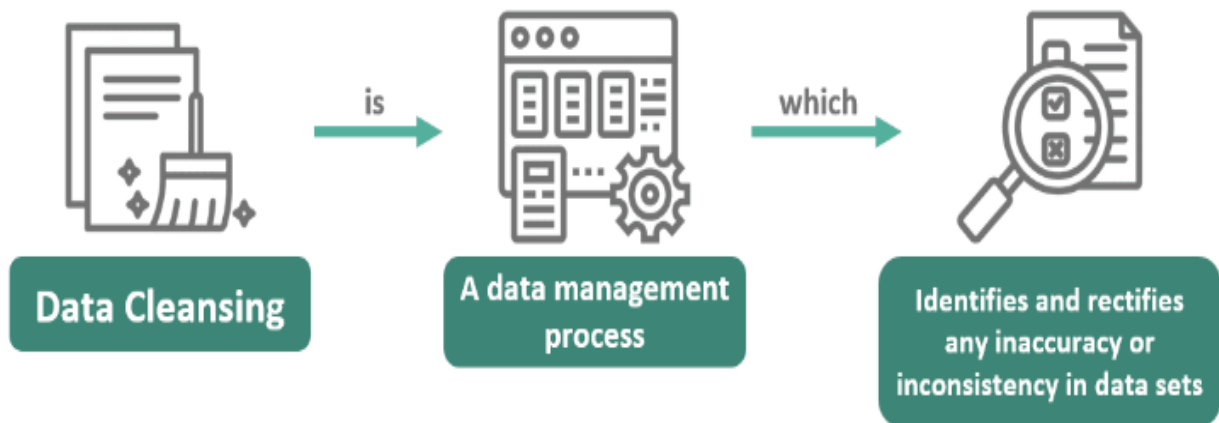 Data Cleansing
is
A data management
process
which
Identifies and rectifies
any inaccuracy or
inconsistency in data sets